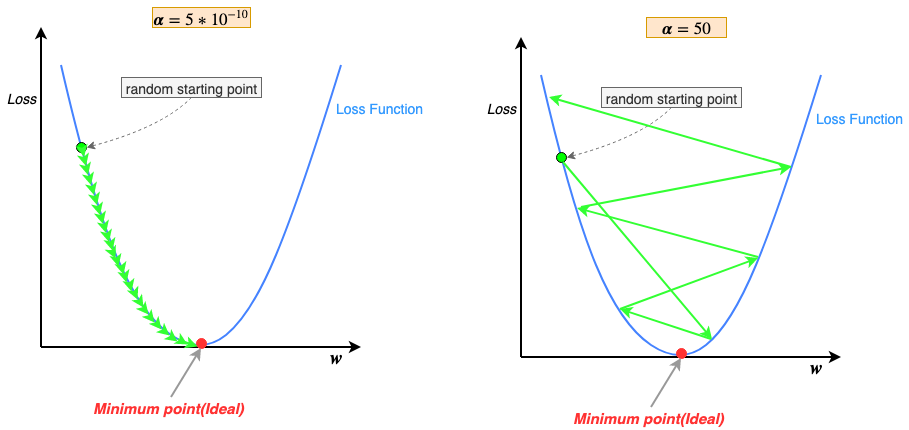 α = 5 * 10⁻¹⁰
Loss
random starting point
Loss Function
w
Minimum point(Ideal)
α = 50
Loss
random starting point
Loss Function
w
Minimum point(Ideal)